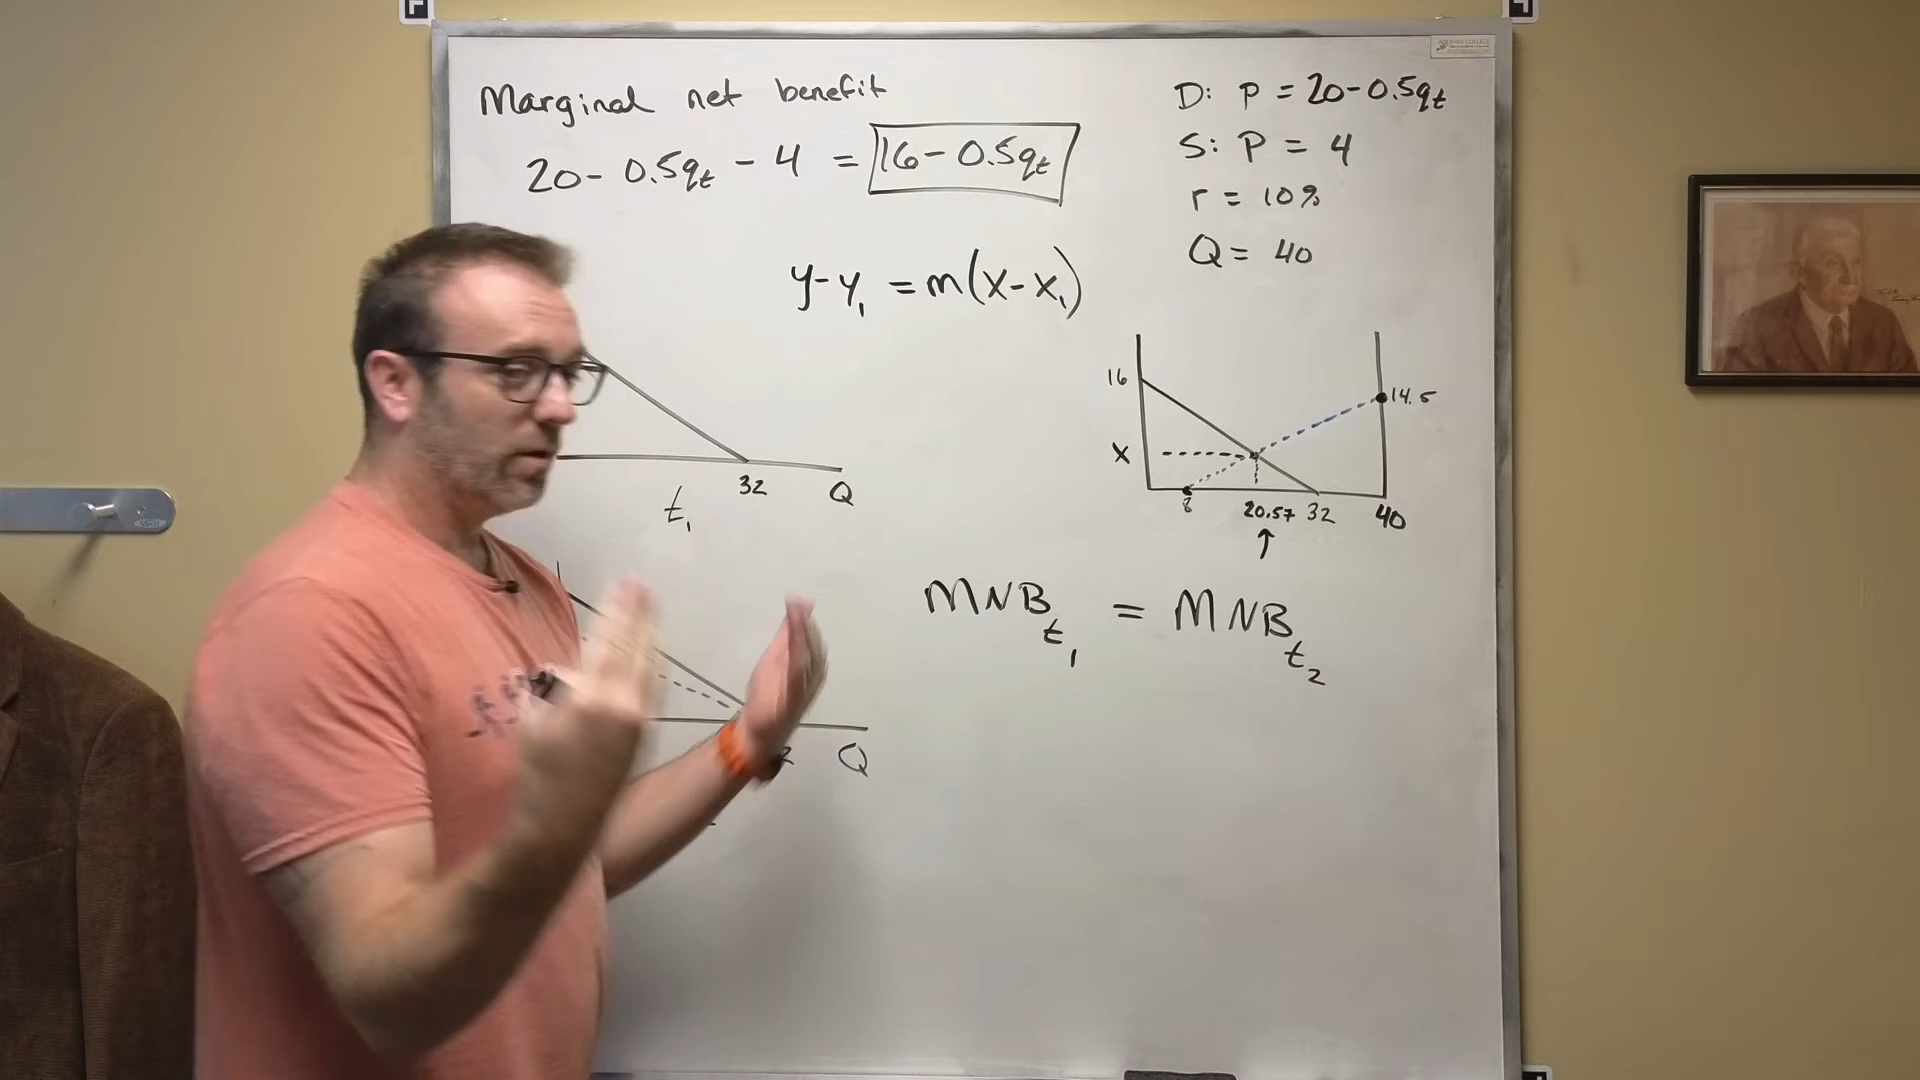 Marginal net benefit
20 - 0.5qt - 4 = 16 - 0.5qt
y - y1 = m(x - x1)
D: P = 20 - 0.5qt
S: P = 4
r = 10%
Q = 40
32 Q
t1
Q
16
14.5
X
8 20.57 32 40
↑
MNBt1 = MNBt2